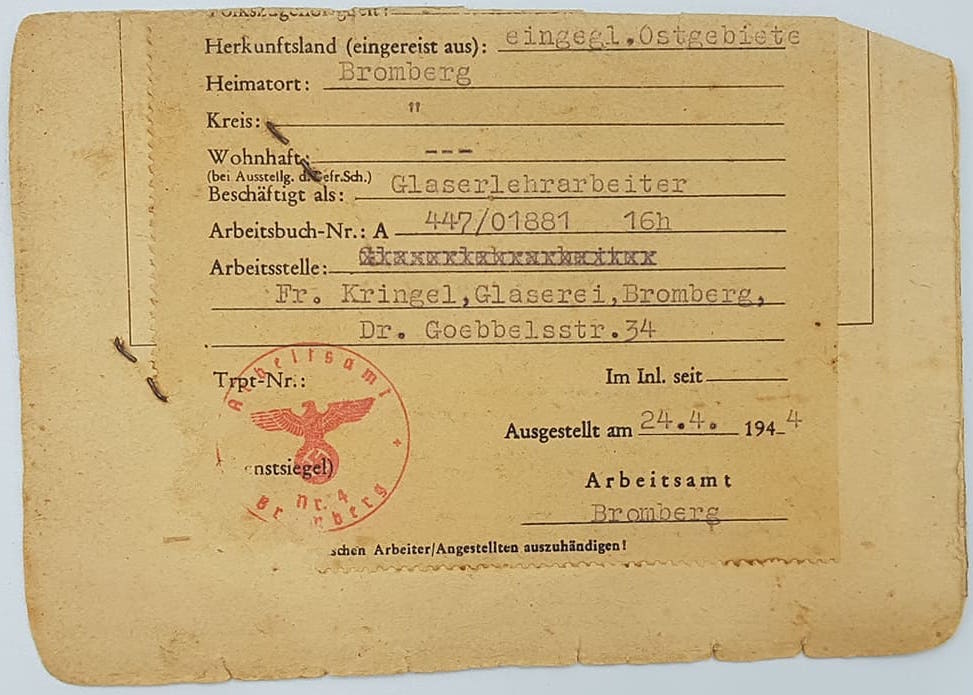 Herkunftsland (eingereist aus): eingegl.Ostgebiete
Heimatort: Bromberg
Kreis: "
Wohnhaft: ---
(bei Ausstellg. d. Gefr.Sch.)
Beschäftigt als: Glaserlehrarbeiter
Arbeitsbuch-Nr.: A 447/01881 16h
Arbeitsstelle:
Fr. Kringel,Glaserei,Bromberg,
Dr. Goebbelsstr.34
Trpt-Nr.: Im Inl. seit
Arbeitsamt
Ausgestellt am 24.4. 1944
nstsiegel)
Nr. 4
Arbeitsamt
Bromberg
schen Arbeiter/Angestellten auszuhändigen!